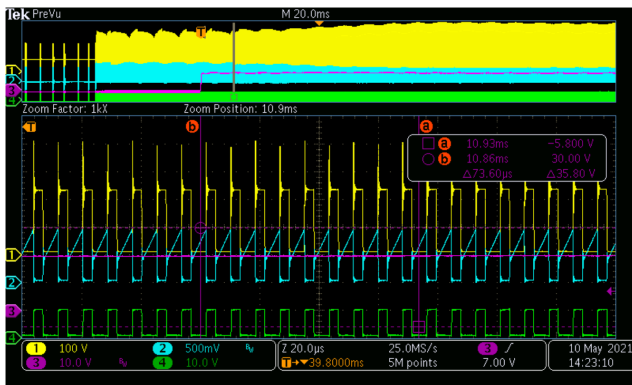 Tek PreVu M 20.0ms
T
1
2
3
4
Zoom Factor: 1kX Zoom Position: 10.9ms
T b a
a 10.93ms -5.800 V
b 10.86ms 30.00 V
Δ73.60µs Δ35.80 V
1
2
3
4
1 100 V 2 500mV Bw Z 20.0µs 25.0MS/s 3 10 May 2021
3 10.0 V Bw 4 10.0 V T→▼39.8000ms 5M points 7.00 V 14:23:10